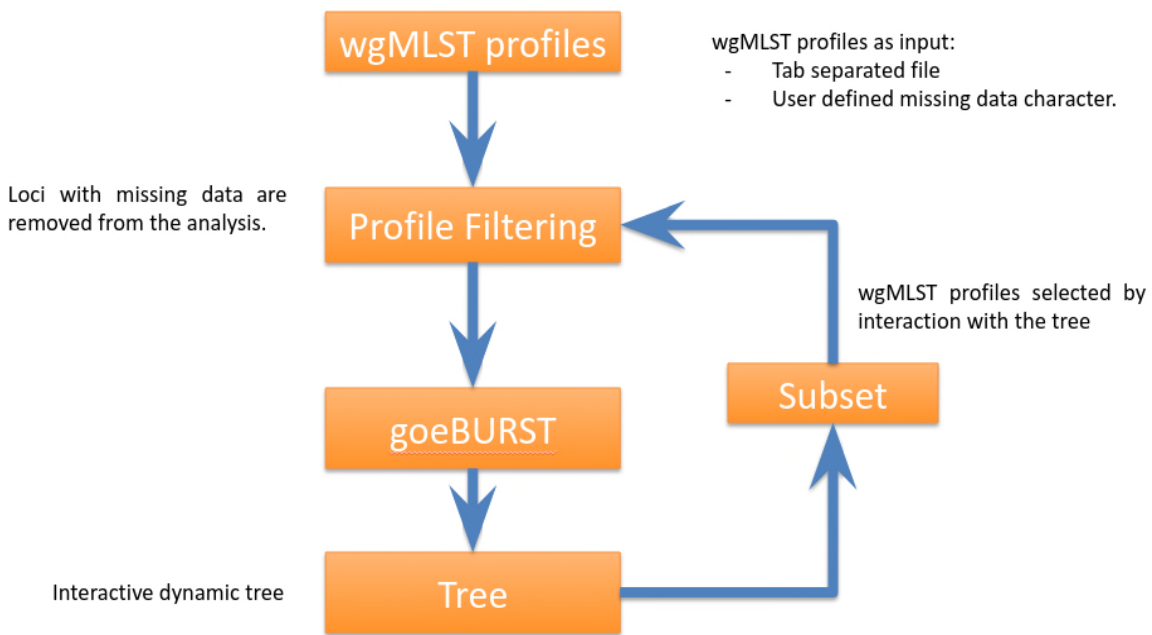 wgMLST profiles
wgMLST profiles as input:
- Tab separated file
- User defined missing data character.
Loci with missing data are
removed from the analysis.
Profile Filtering
wgMLST profiles selected by
interaction with the tree
Subset
goeBURST
Interactive dynamic tree
Tree